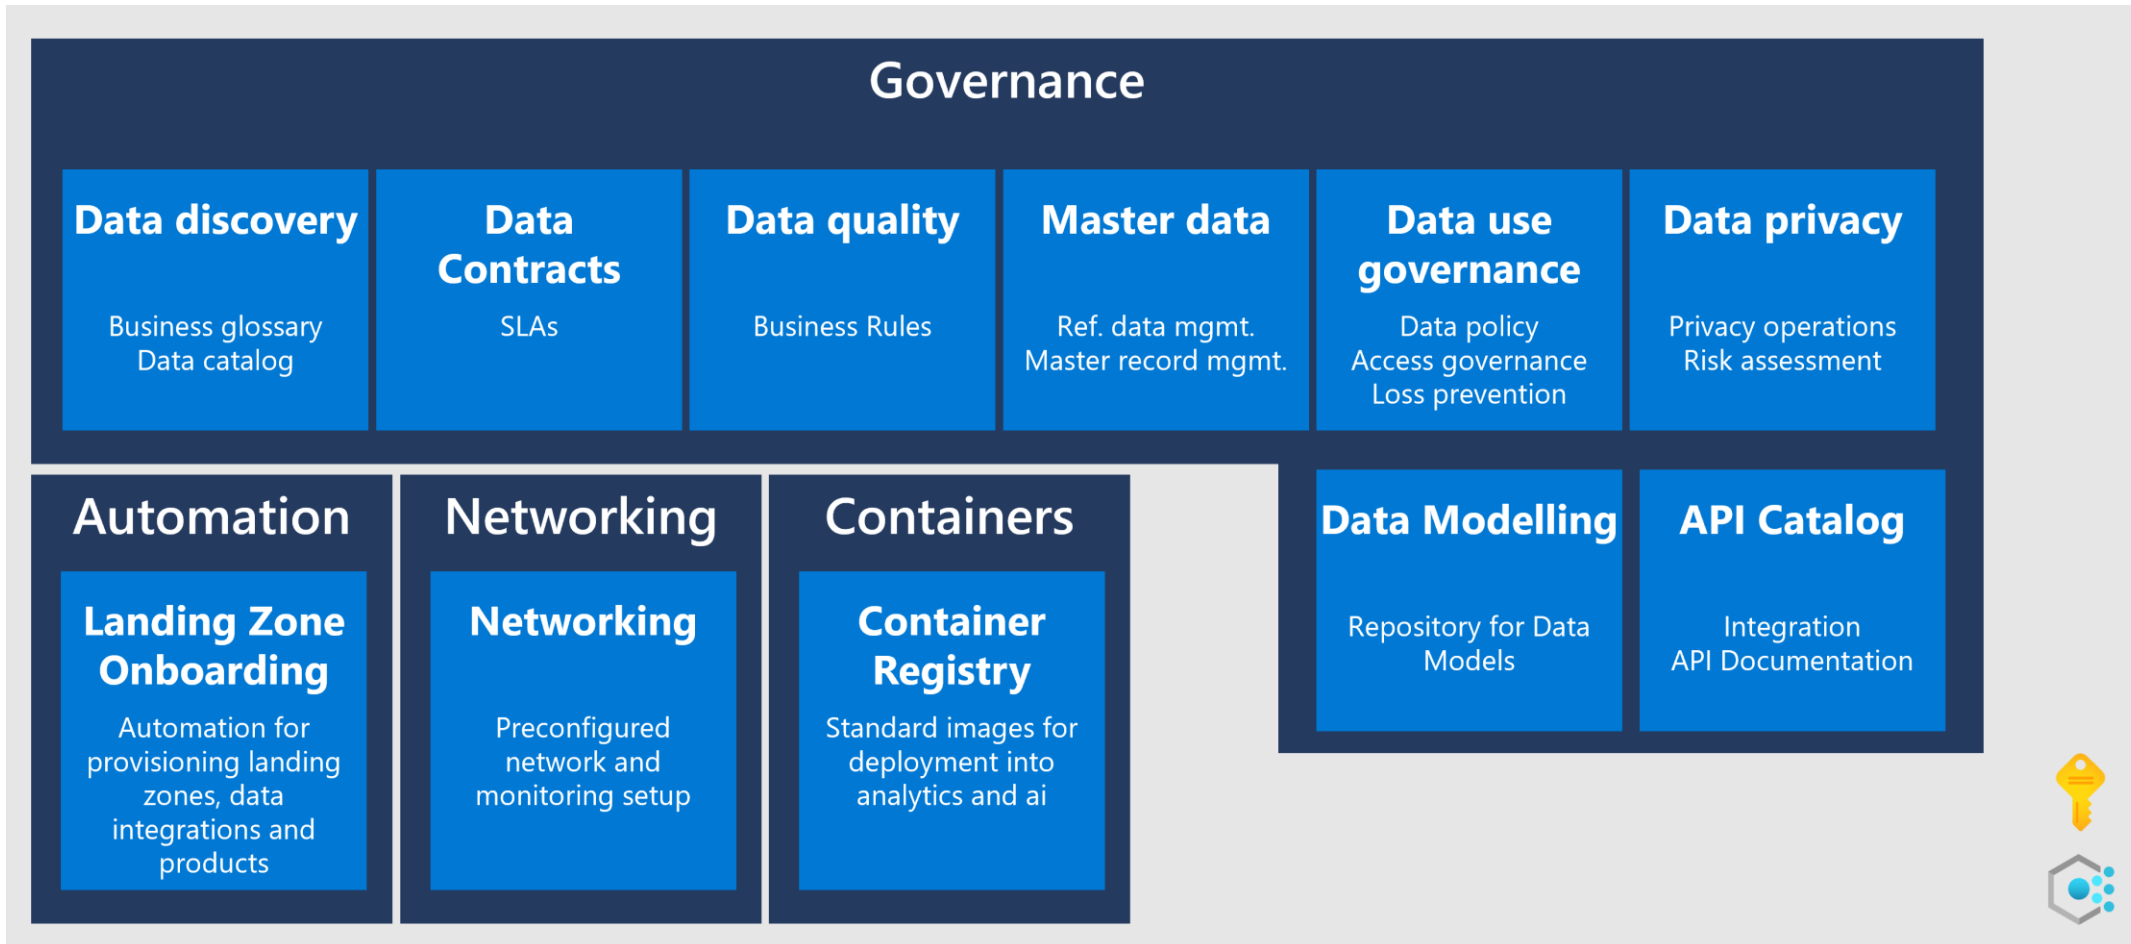 Governance
Data discovery
Business glossary
Data catalog
Data
Contracts
SLAs
Data quality
Business Rules
Master data
Ref. data mgmt.
Master record mgmt.
Data use
governance
Data policy
Access governance
Loss prevention
Data privacy
Privacy operations
Risk assessment
Data Modelling
Repository for Data
Models
API Catalog
Integration
API Documentation
Automation
Landing Zone
Onboarding
Automation for
provisioning landing
zones, data
integrations and
products
Networking
Networking
Preconfigured
network and
monitoring setup
Containers
Container
Registry
Standard images for
deployment into
analytics and ai